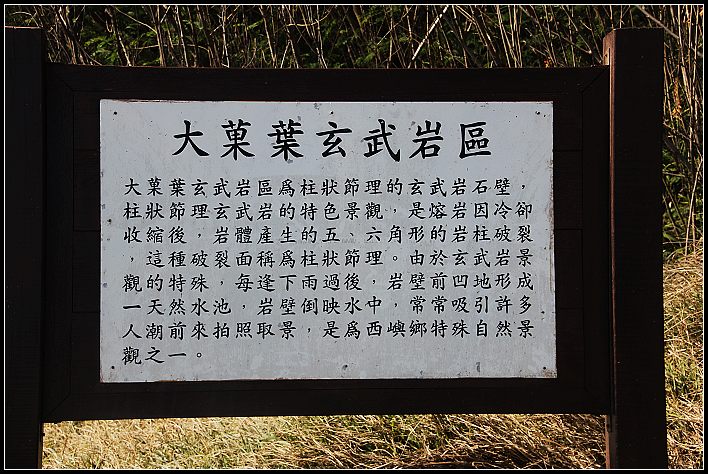 大菓葉玄武岩區
大菓葉玄武岩區爲柱狀節理的玄武岩石壁，
柱狀節理玄武岩的特色景觀，是熔岩因冷卻
收縮後，岩體產生的五、六角形的岩柱破裂
，這種破裂面稱爲柱狀節理。由於玄武岩景
觀的特殊，每逢下雨過後，岩壁前凹地形成
一天然水池，岩壁倒映水中，常常吸引許多
人潮前來拍照取景，是爲西嶼鄉特殊自然景
觀之一。